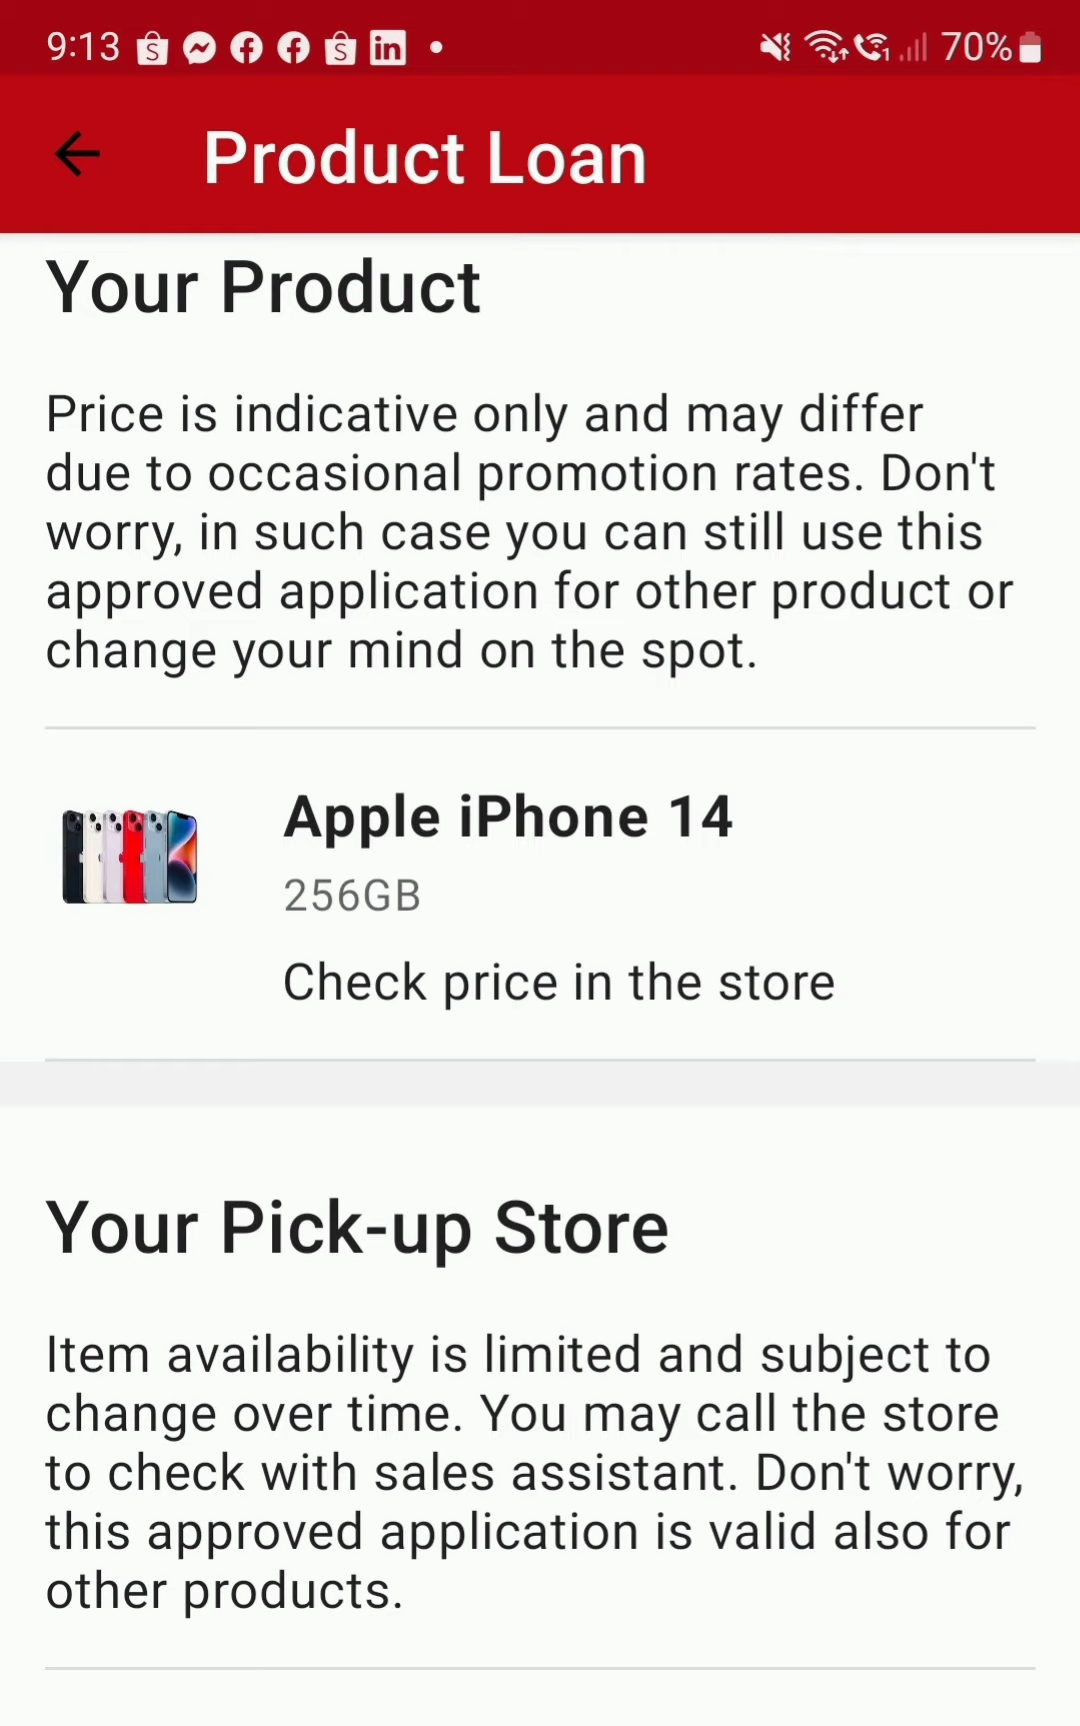 9:13
70%
Product Loan
Your Product
Price is indicative only and may differ
due to occasional promotion rates. Don't
worry, in such case you can still use this
approved application for other product or
change your mind on the spot.
Apple iPhone 14
256GB
Check price in the store
Your Pick-up Store
Item availability is limited and subject to
change over time. You may call the store
to check with sales assistant. Don't worry,
this approved application is valid also for
other products.